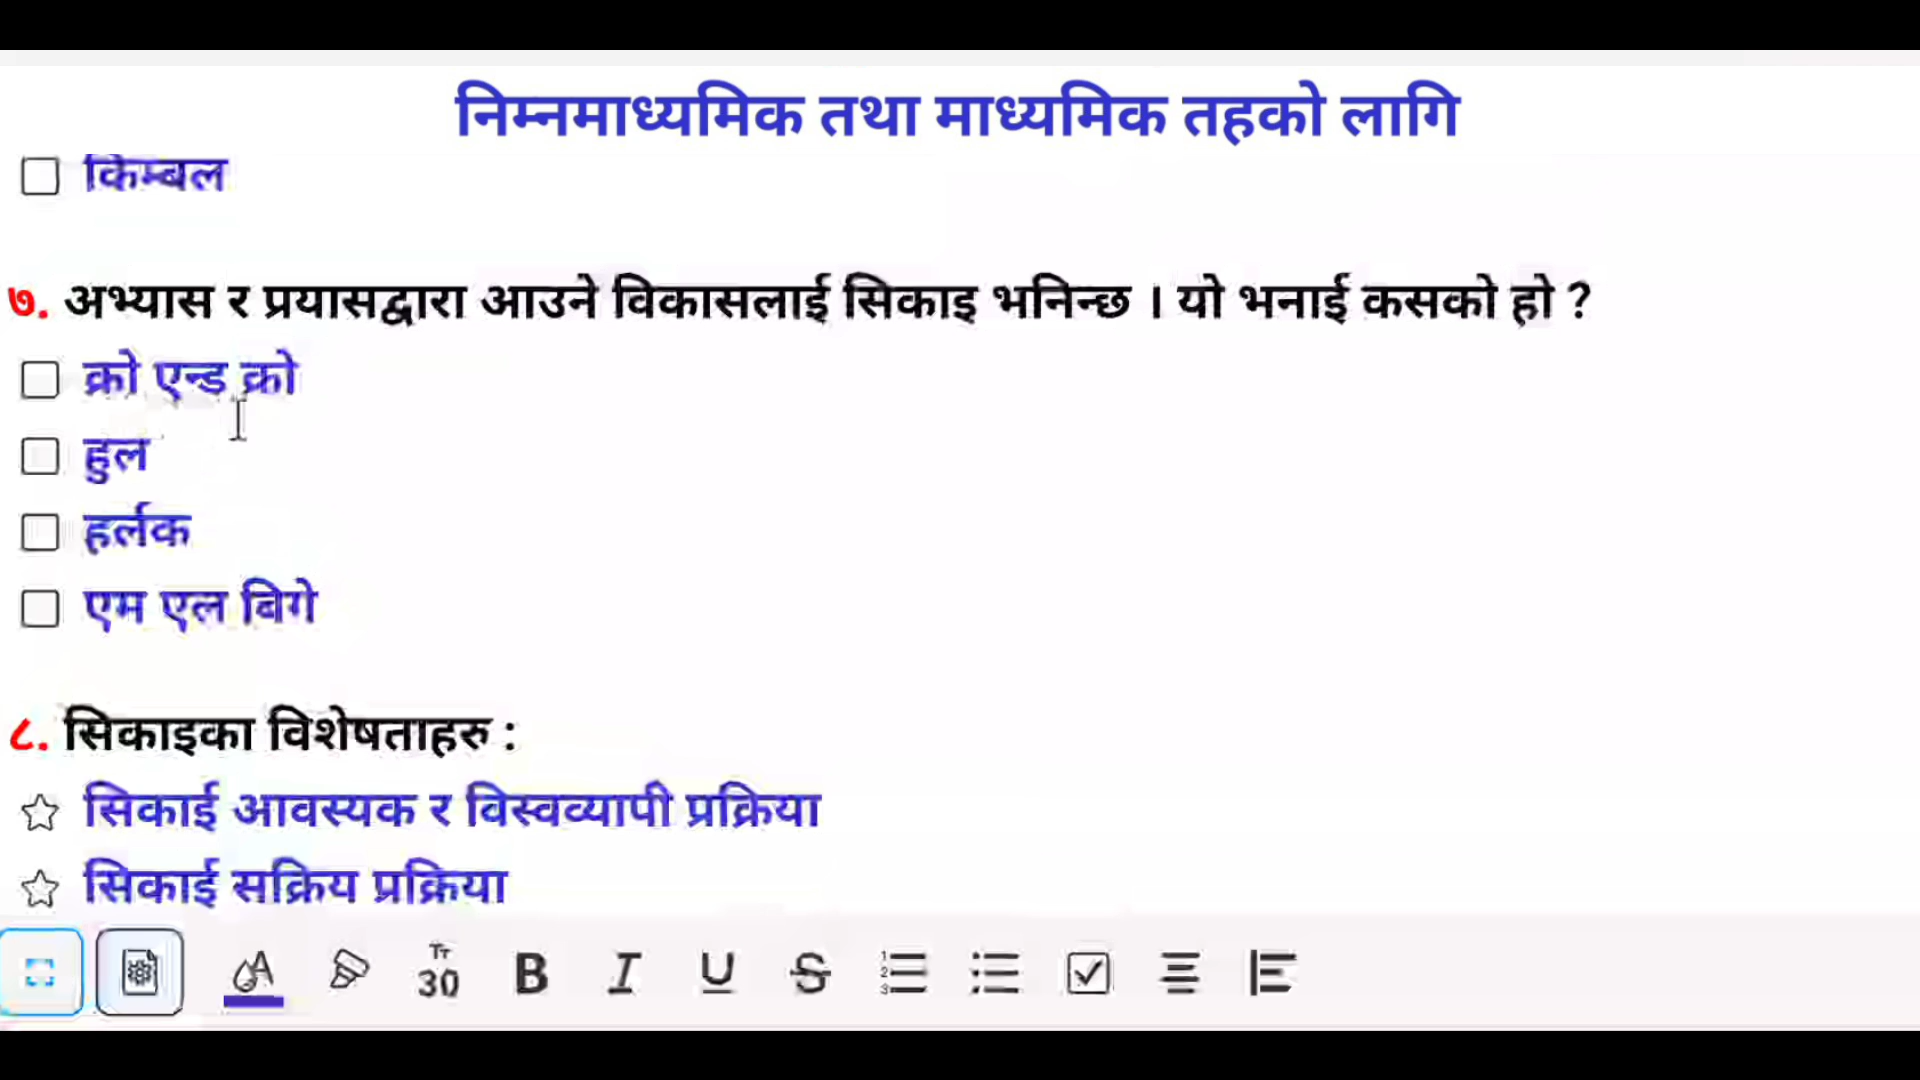 निम्नमाध्यमिक तथा माध्यमिक तहको लागि
किम्बल
७. अभ्यास र प्रयासद्वारा आउने विकासलाई सिकाइ भनिन्छ । यो भनाई कसको हो ?
क्रो एन्ड क्रो
हुल
हर्लक
एम एल बिगे
८. सिकाइका विशेषताहरु :
सिकाई आवस्यक र विस्वव्यापी प्रक्रिया
सिकाई सक्रिय प्रक्रिया
A Tт 30 B I U S